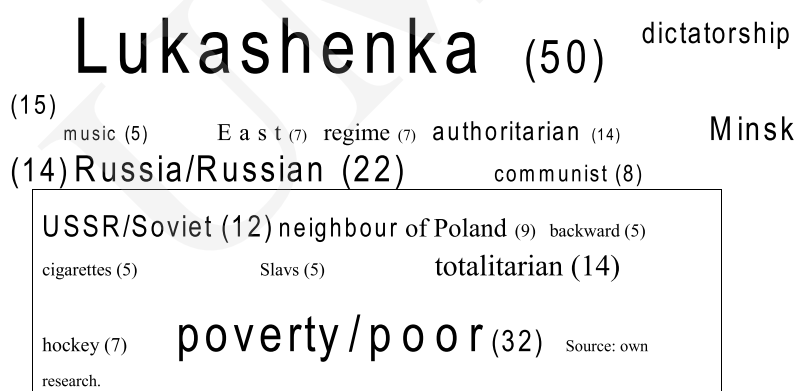 Lukashenka (50) dictatorship
(15)
music (5) East (7) regime (7) authoritarian (14) Minsk
(14) Russia/Russian (22) communist (8)
USSR/Soviet (12) neighbour of Poland (9) backward (5)
cigarettes (5) Slavs (5) totalitarian (14)
hockey (7) poverty/poor (32) Source: own
research.